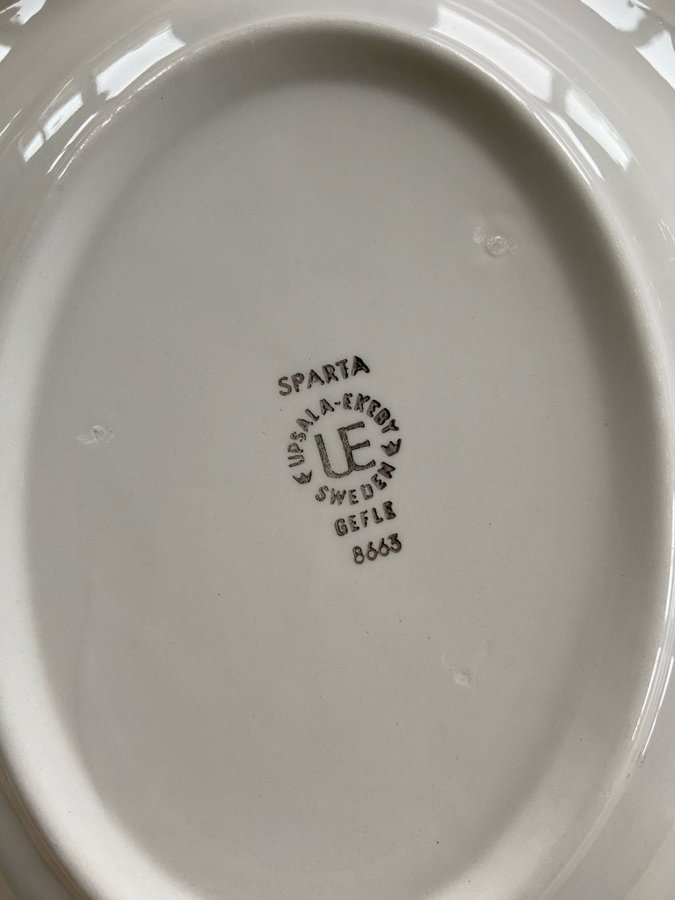 SPARTA
UPSALA-EKEBY
UE
SWEDEN
GEFLE
8663